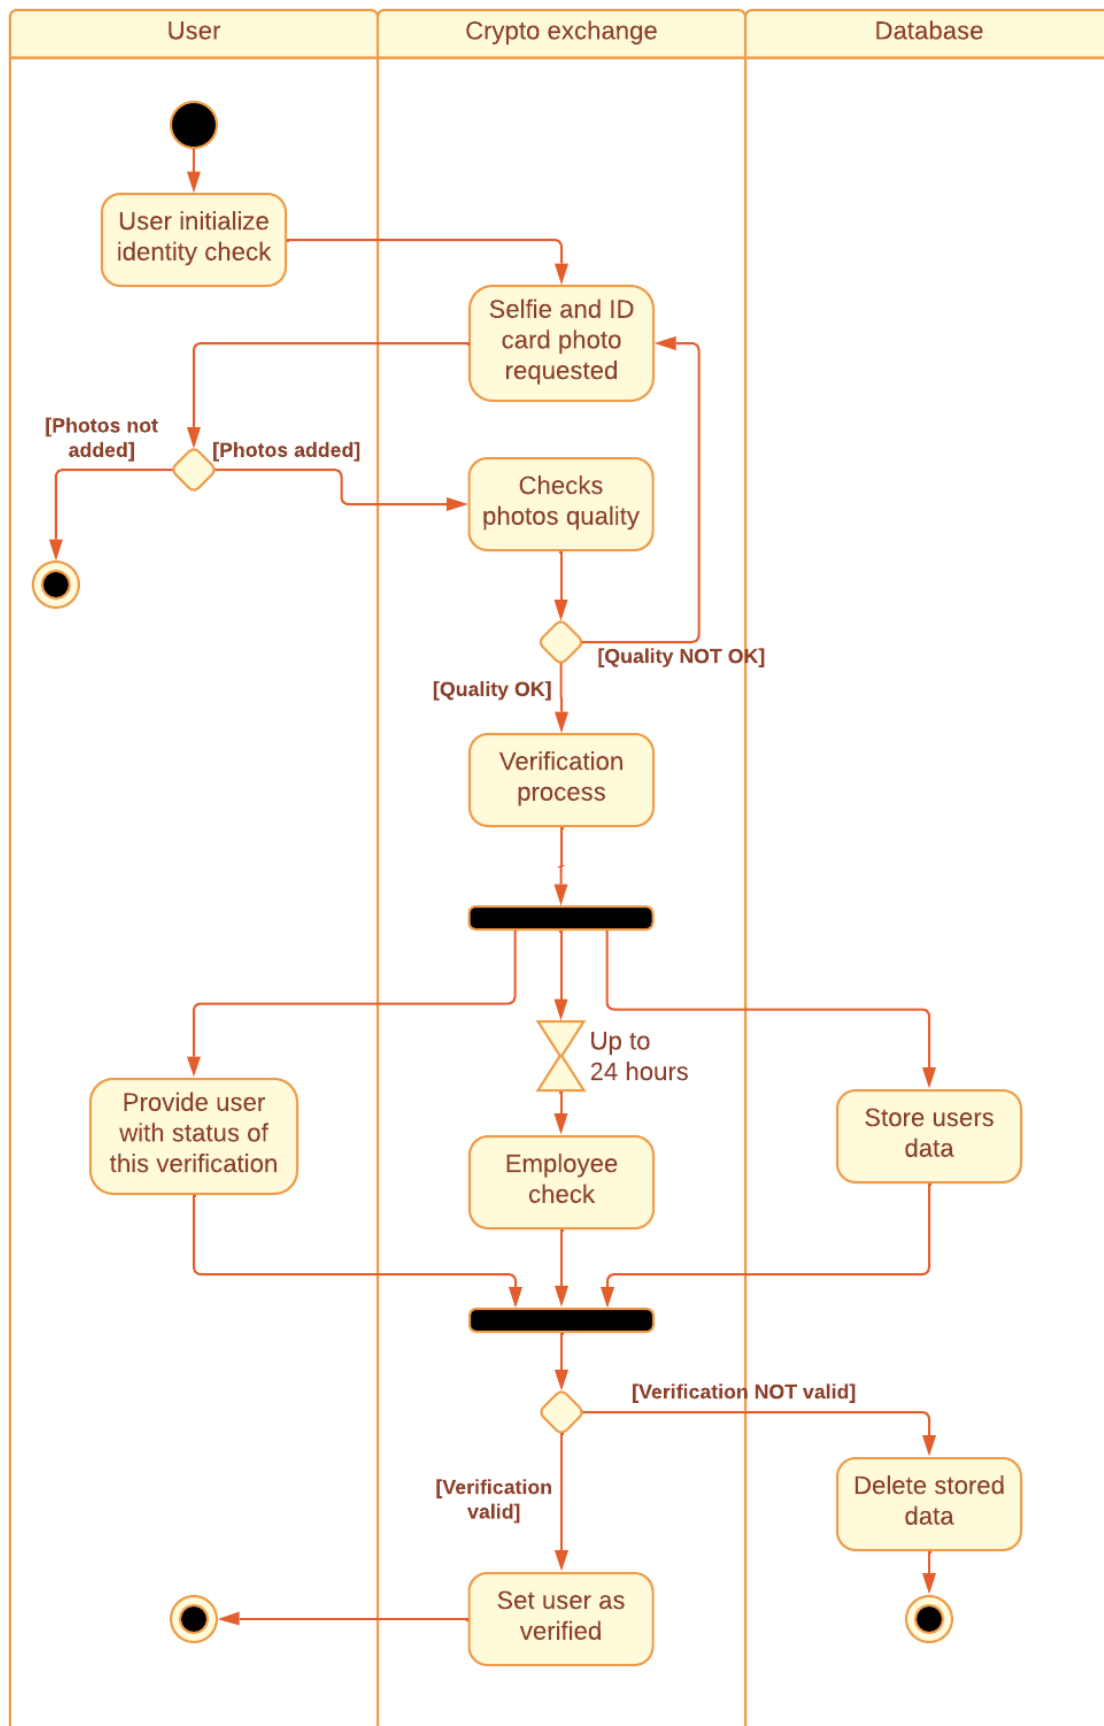 User
Crypto exchange
Database
User initialize
identity check
Selfie and ID
card photo
requested
[Photos not
added]
[Photos added]
Checks
photos quality
[Quality NOT OK]
[Quality OK]
Verification
process
Up to
24 hours
Provide user
with status of
this verification
Employee
check
Store users
data
[Verification NOT valid]
[Verification
valid]
Delete stored
data
Set user as
verified